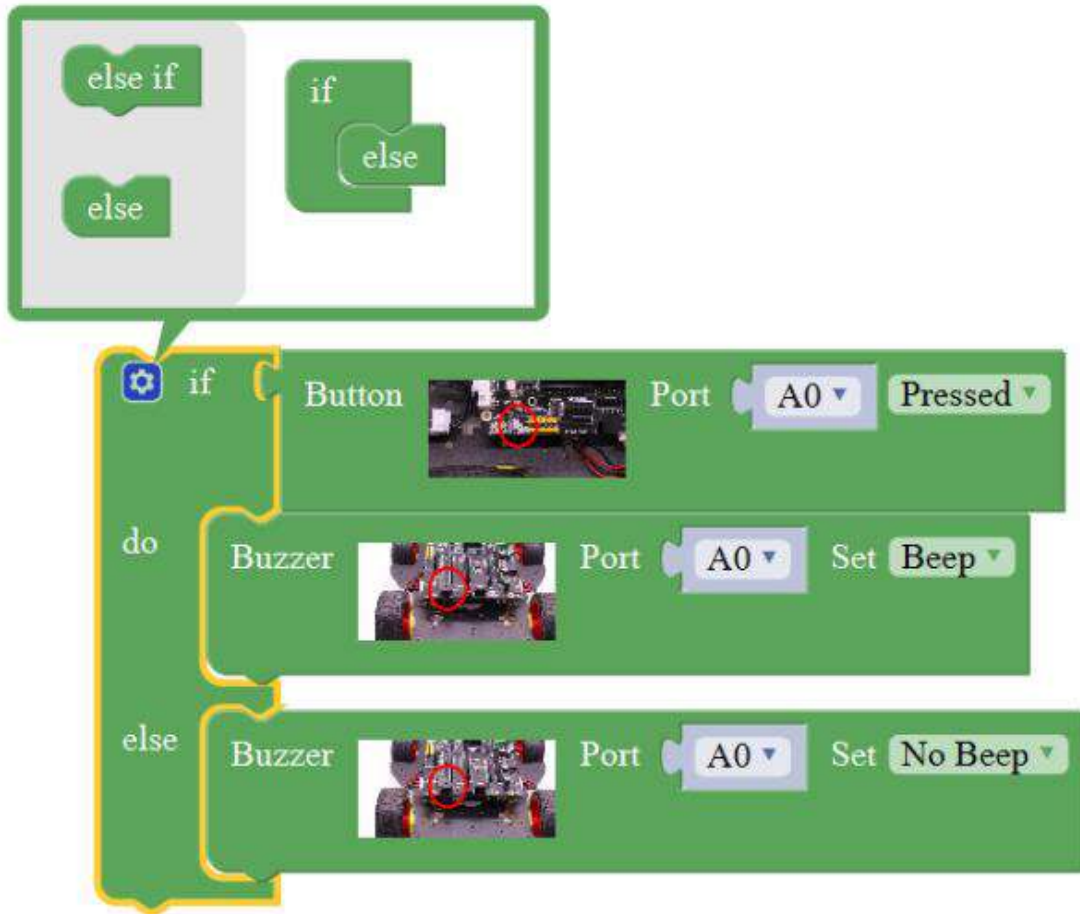 else if
if
else
else
if Button Port A0 Pressed
do Buzzer Port A0 Set Beep
else Buzzer Port A0 Set No Beep